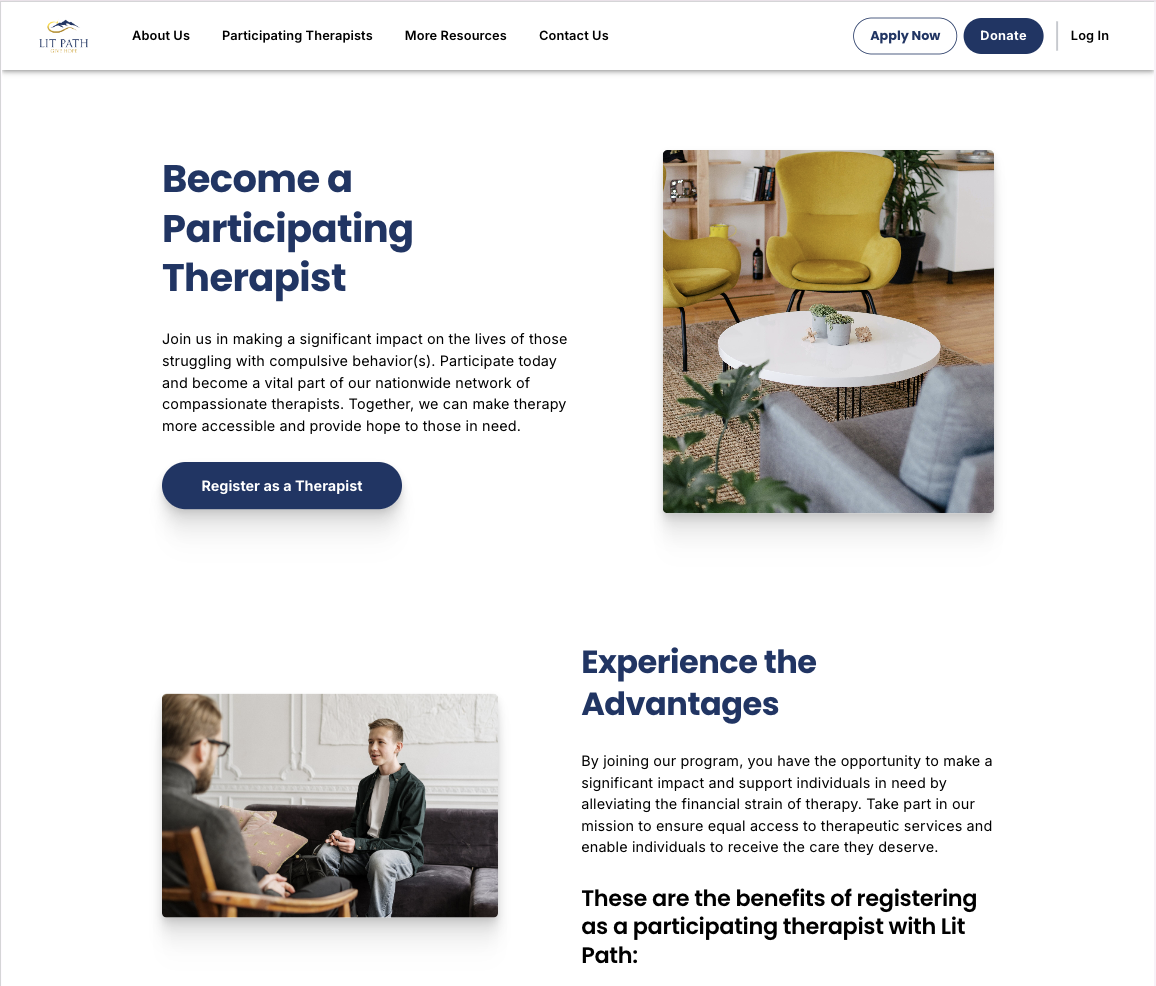 LIT PATH
About Us
Participating Therapists
More Resources
Contact Us
Apply Now
Donate
Log In
Become a
Participating
Therapist
Join us in making a significant impact on the lives of those
struggling with compulsive behavior(s). Participate today
and become a vital part of our nationwide network of
compassionate therapists. Together, we can make therapy
more accessible and provide hope to those in need.
Register as a Therapist
Experience the
Advantages
By joining our program, you have the opportunity to make a
significant impact and support individuals in need by
alleviating the financial strain of therapy. Take part in our
mission to ensure equal access to therapeutic services and
enable individuals to receive the care they deserve.
These are the benefits of registering
as a participating therapist with Lit
Path: